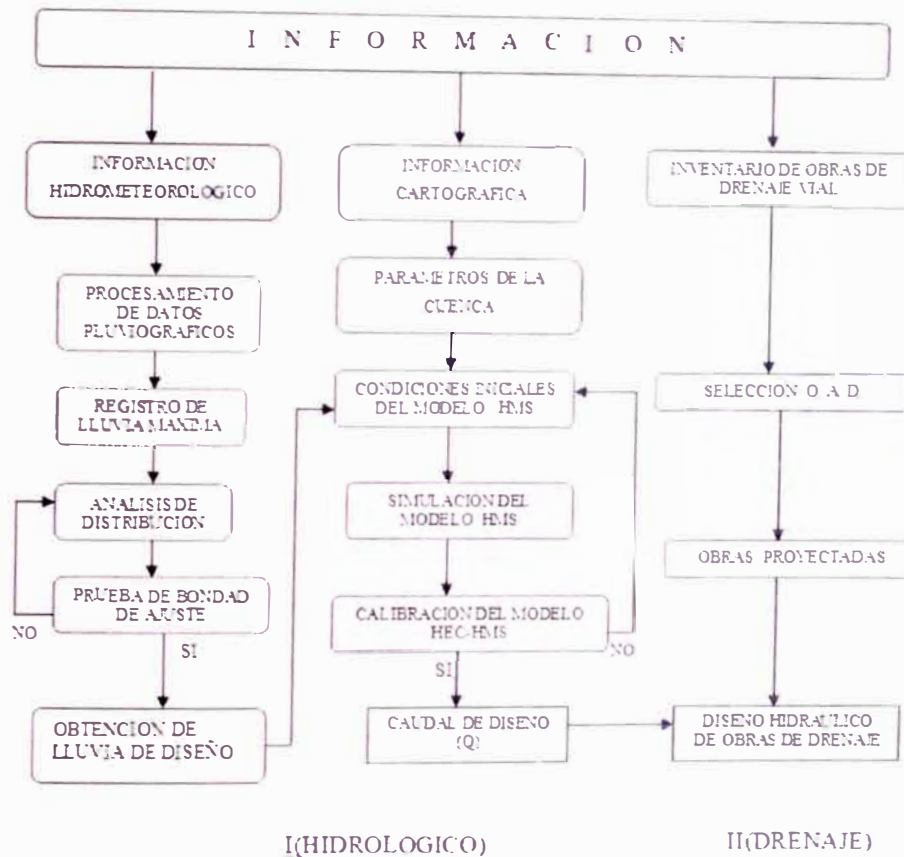 I N F O R M A C I O N
INFORMACION
HIDROMETEOROLOGICO
PROCESAMIENTO
DE DATOS
PLUVIOGRAFICOS
REGISTRO DE
LLUVIA MAXIMA
ANALISIS DE
DISTRIBUCION
PRUEBA DE BONDAD
DE AJUSTE
NO
SI
OBTENCION DE
LLUVIA DE DISEÑO
INFORMACION
CARTOGRAFICA
PARAMETROS DE LA
CUENCA
CONDICIONES INICIALES
DEL MODELO HMS
SIMULACION DEL
MODELO HMS
CALIBRACION DEL MODELO
HEC-HMS
NO
SI
CAUDAL DE DISEÑO
(Q)
INVENTARIO DE OBRAS DE
DRENAJE VIAL
SELECCION O A D
OBRAS PROYECTADAS
DISEÑO HIDRAULICO
DE OBRAS DE DRENAJE
I(HIDROLOGICO)
II(DRENAJE)